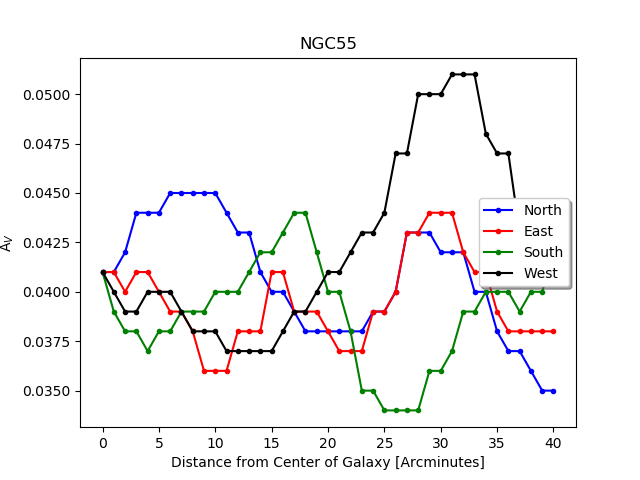 NGC55
A_V
0.0500
0.0475
0.0450
0.0425
0.0400
0.0375
0.0350
North
East
South
West
0 5 10 15 20 25 30 35 40
Distance from Center of Galaxy [Arcminutes]